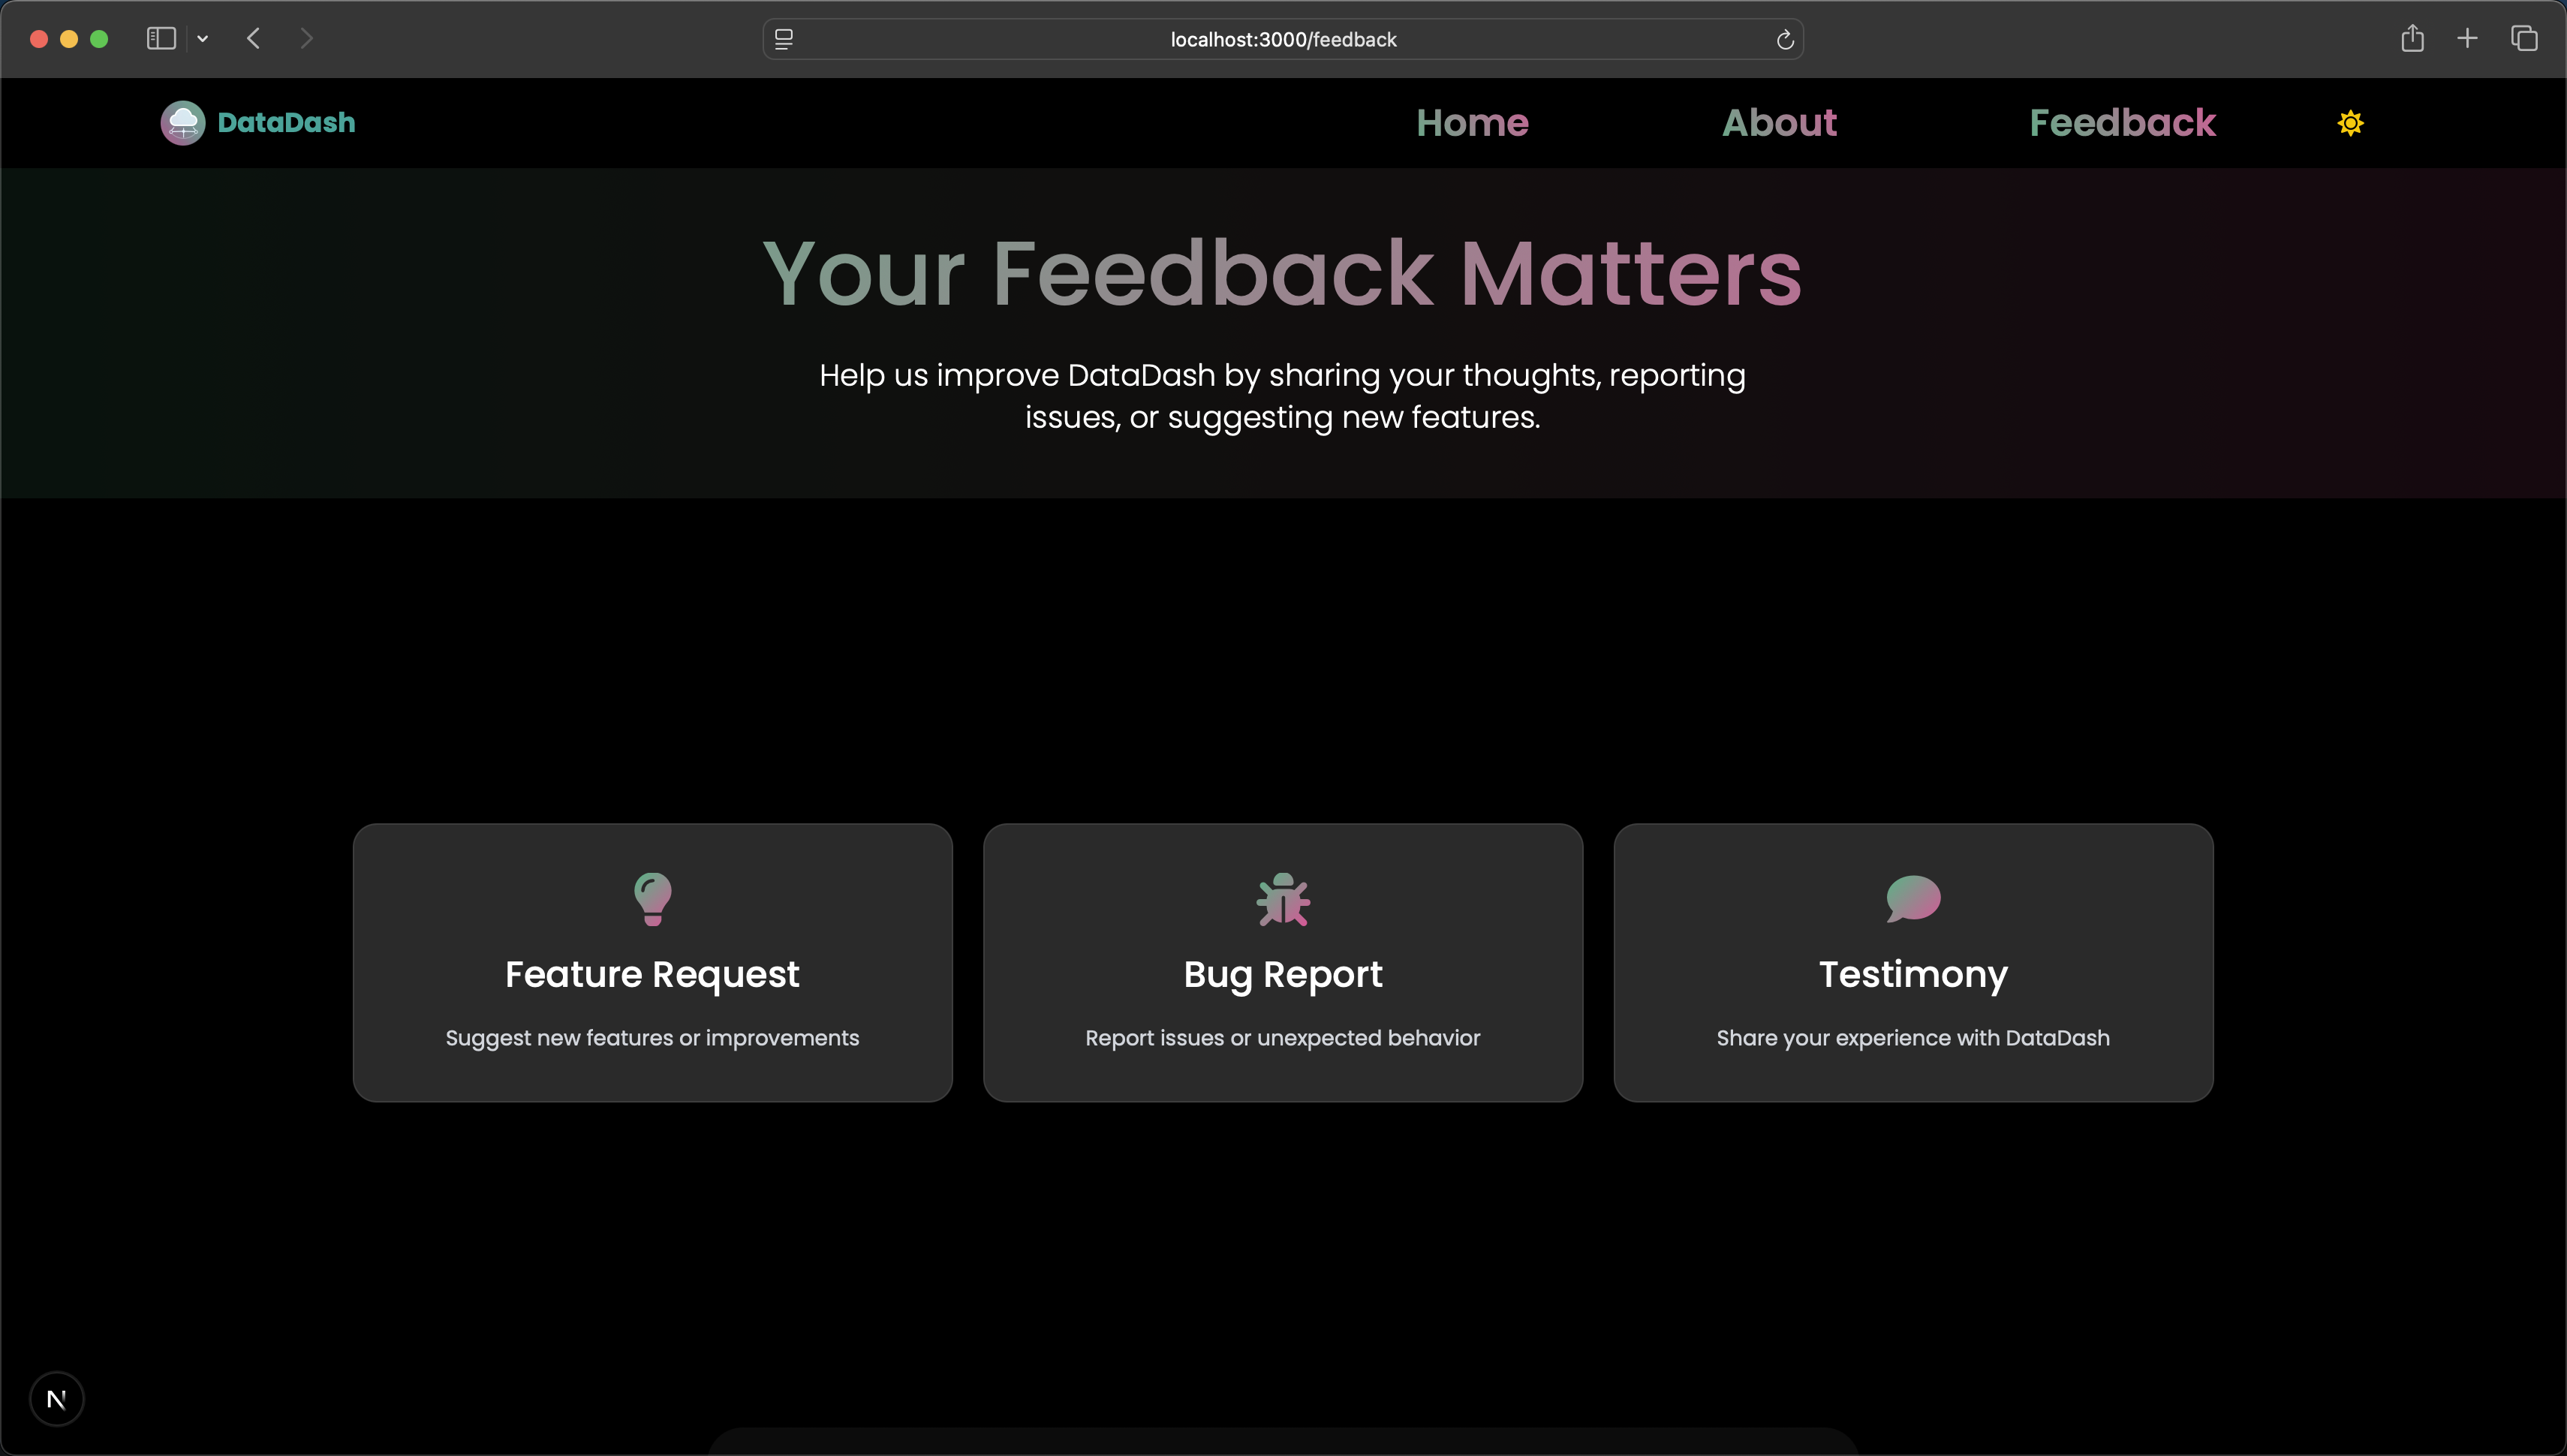 localhost:3000/feedback
DataDash
Home
About
Feedback
Your Feedback Matters
Help us improve DataDash by sharing your thoughts, reporting
issues, or suggesting new features.
Feature Request
Suggest new features or improvements
Bug Report
Report issues or unexpected behavior
Testimony
Share your experience with DataDash
N